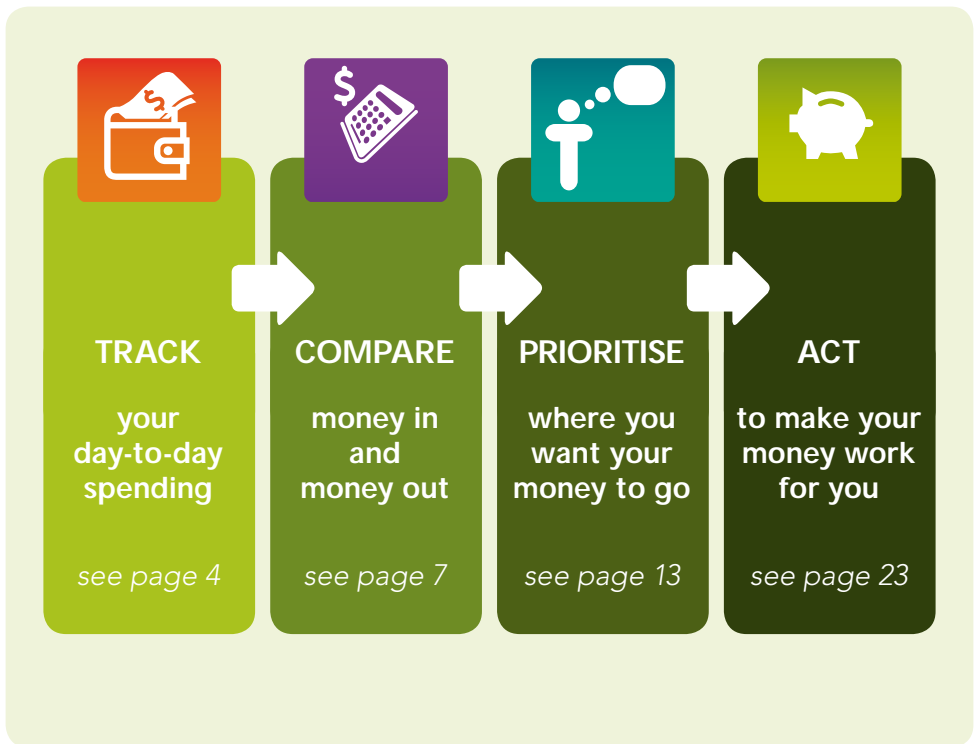 $
$
TRACK
your
day-to-day
spending
see page 4
COMPARE
money in
and
money out
see page 7
PRIORITISE
where you
want your
money to go
see page 13
ACT
to make your
money work
for you
see page 23